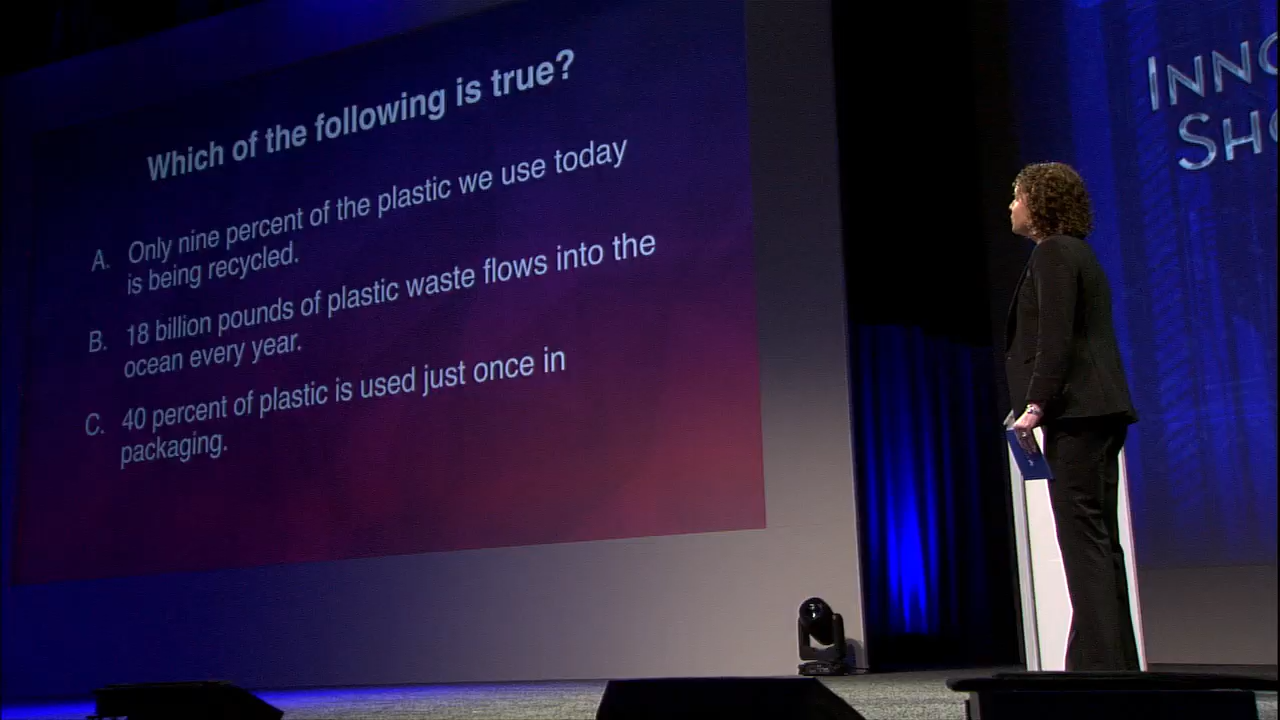 Which of the following is true?
A. Only nine percent of the plastic we use today
is being recycled.
B. 18 billion pounds of plastic waste flows into the
ocean every year.
C. 40 percent of plastic is used just once in
packaging.